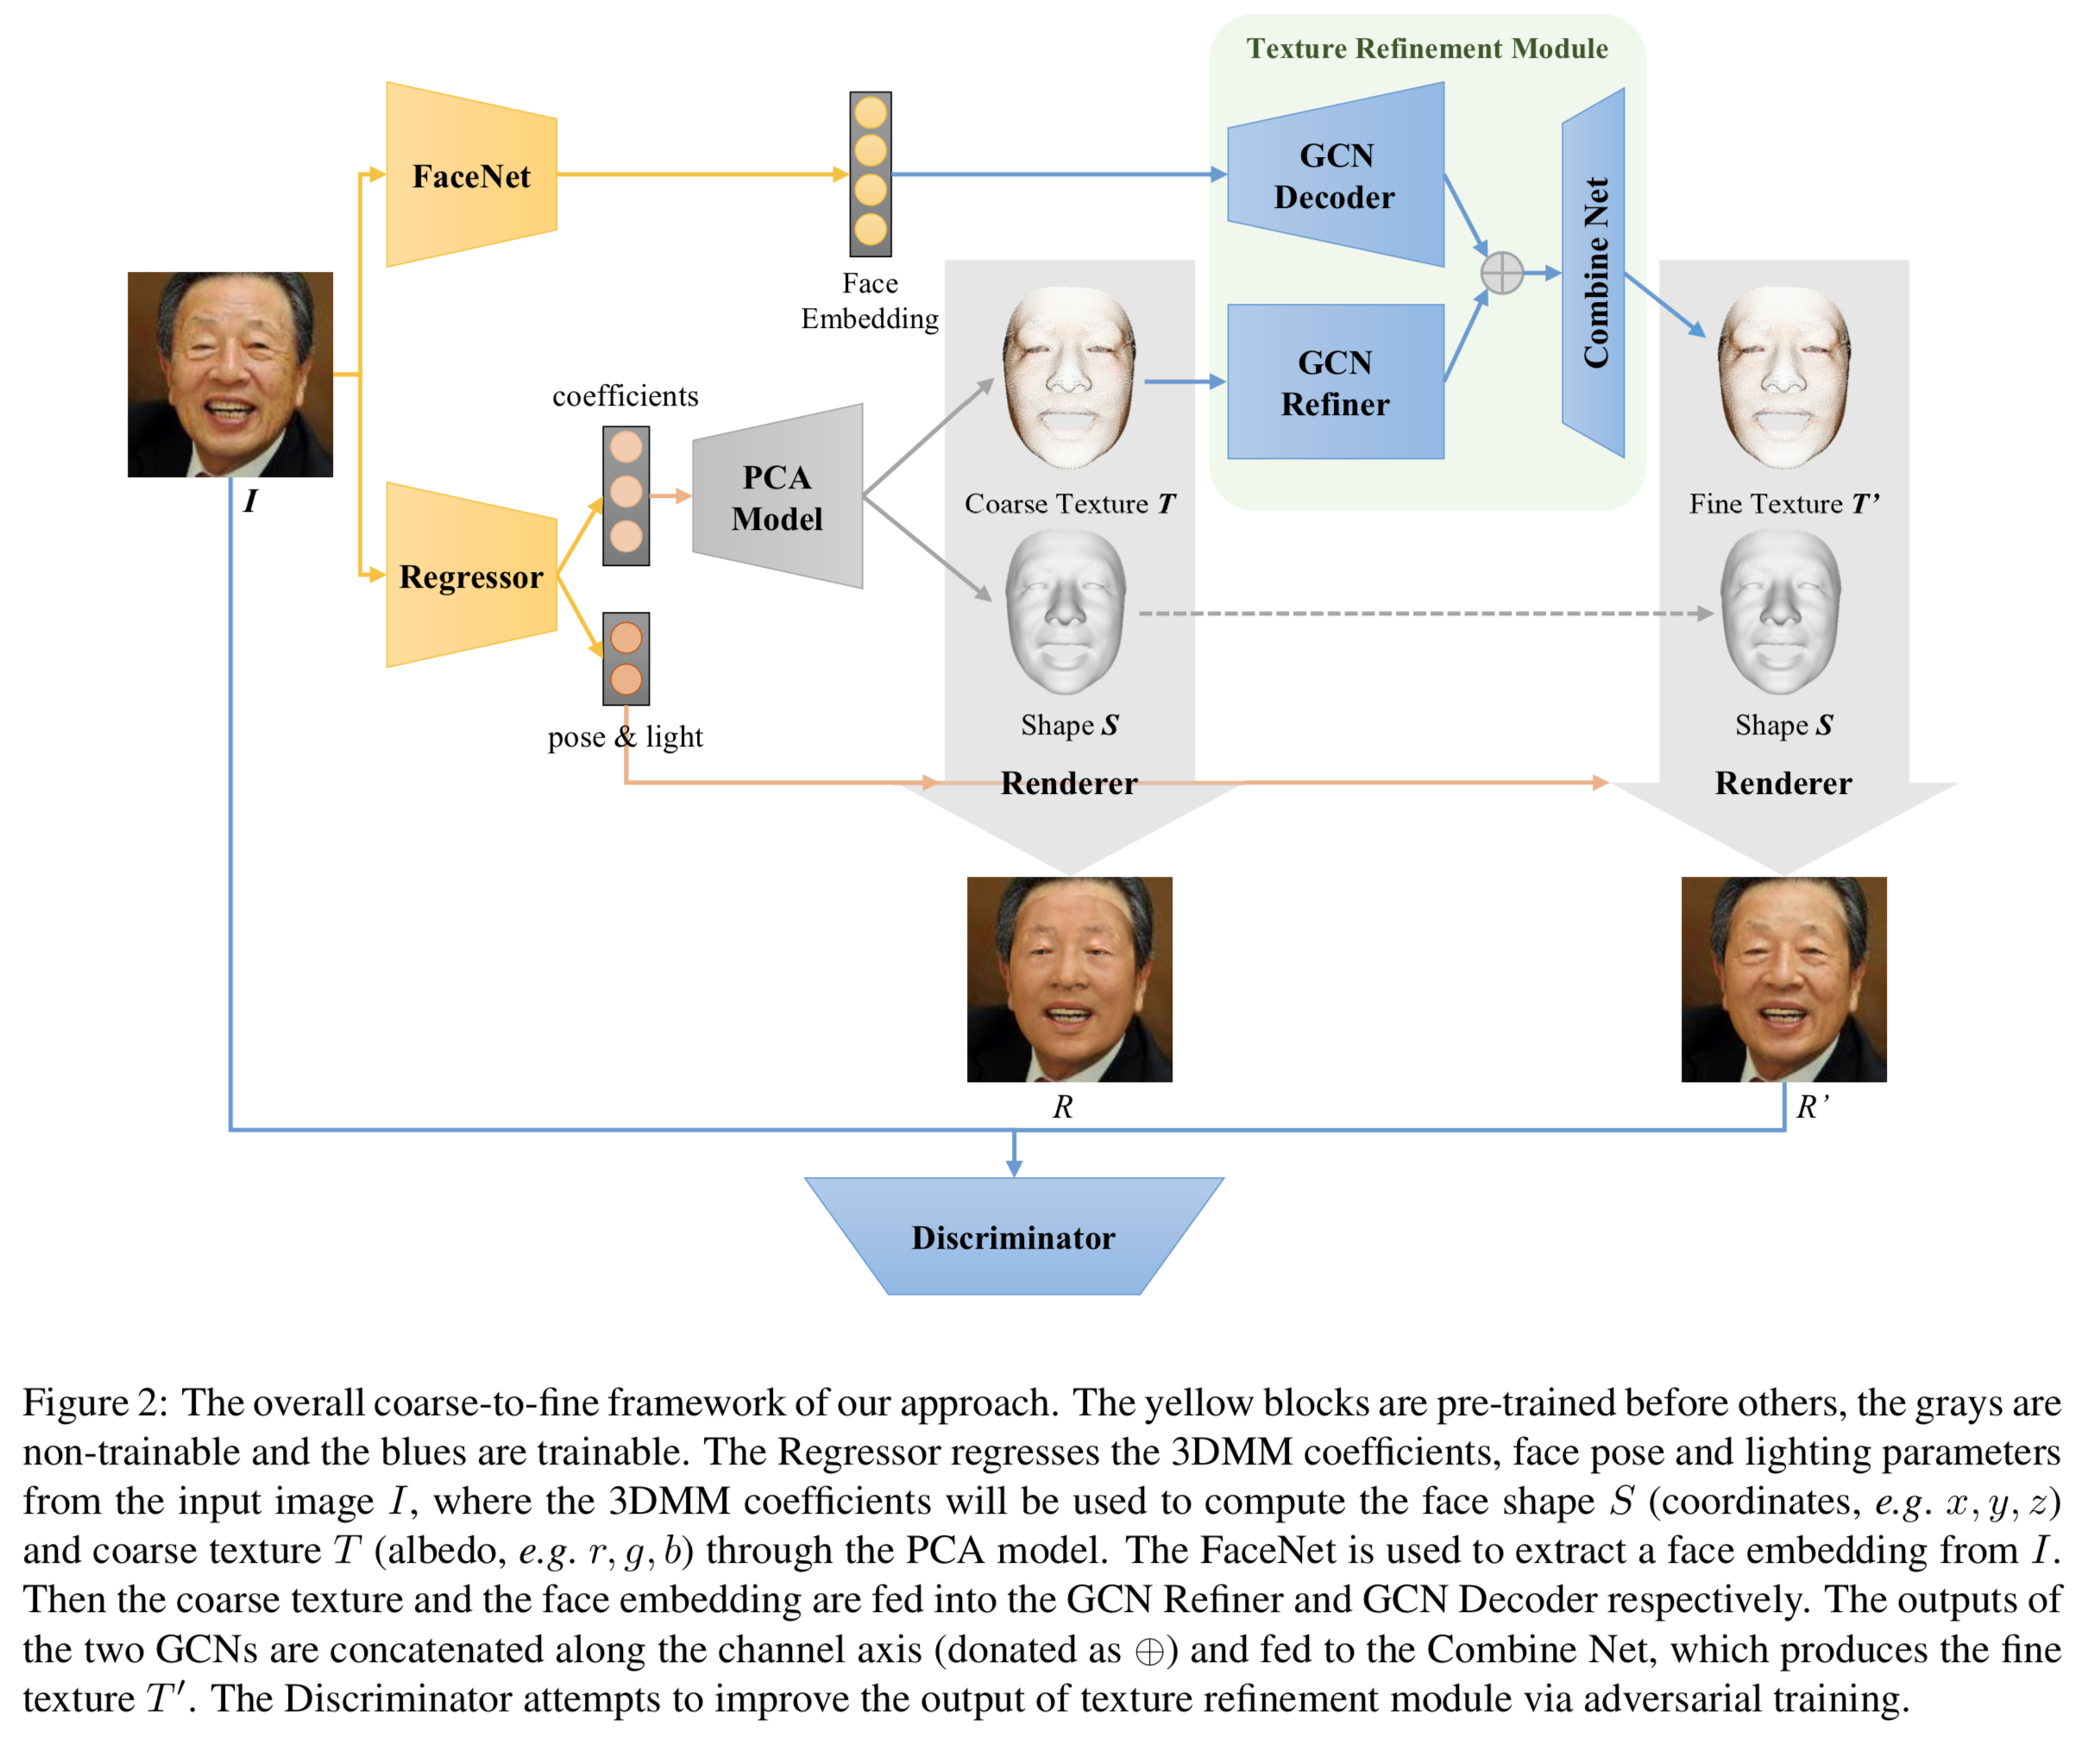 Texture Refinement Module
FaceNet
Face
Embedding
GCN
Decoder
Combine Net
GCN
Refiner
I
coefficients
PCA
Model
Regressor
pose & light
Coarse Texture T
Shape S
Renderer
Fine Texture T’
Shape S
Renderer
R
R’
Discriminator
Figure 2: The overall coarse-to-fine framework of our approach. The yellow blocks are pre-trained before others, the grays are
non-trainable and the blues are trainable. The Regressor regresses the 3DMM coefficients, face pose and lighting parameters
from the input image I, where the 3DMM coefficients will be used to compute the face shape S (coordinates, e.g. x, y, z)
and coarse texture T (albedo, e.g. r, g, b) through the PCA model. The FaceNet is used to extract a face embedding from I.
Then the coarse texture and the face embedding are fed into the GCN Refiner and GCN Decoder respectively. The outputs of
the two GCNs are concatenated along the channel axis (donated as ⊕) and fed to the Combine Net, which produces the fine
texture T′. The Discriminator attempts to improve the output of texture refinement module via adversarial training.